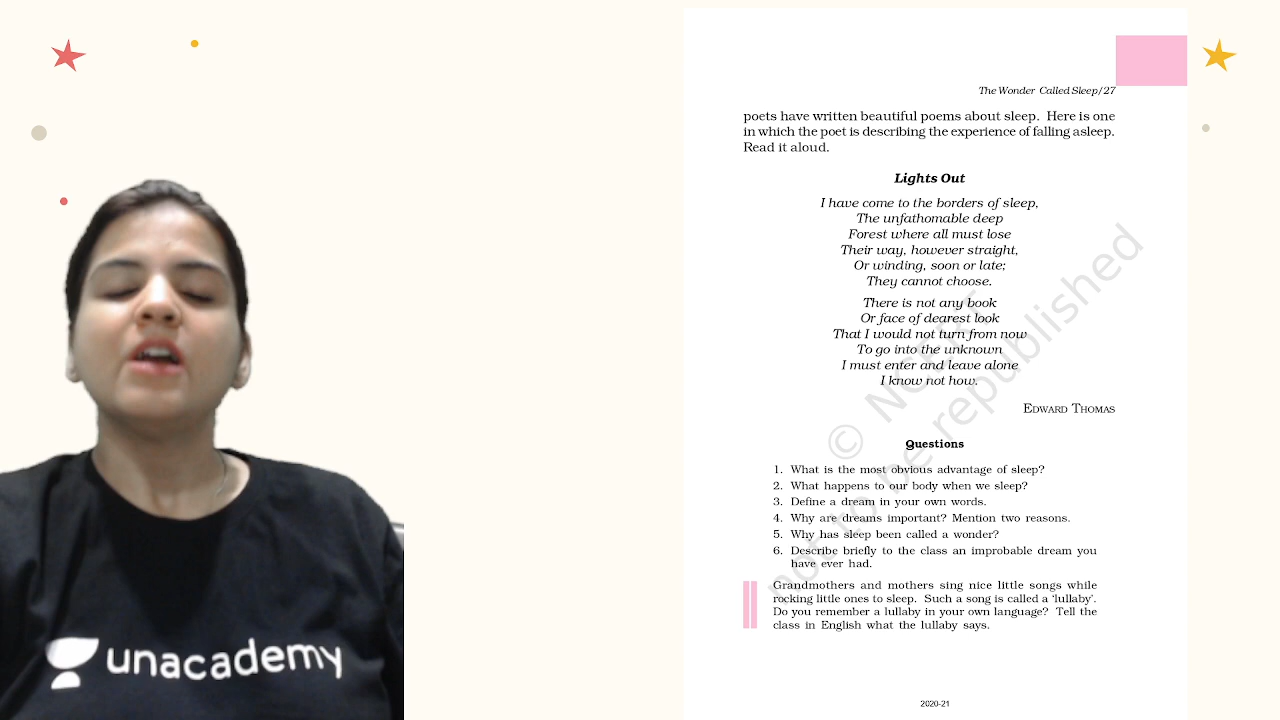 The Wonder Called Sleep/27
poets have written beautiful poems about sleep. Here is one
in which the poet is describing the experience of falling asleep.
Read it aloud.
Lights Out
I have come to the borders of sleep,
The unfathomable deep
Forest where all must lose
Their way, however straight,
Or winding, soon or late;
They cannot choose.
There is not any book
Or face of dearest look
That I would not turn from now
To go into the unknown
I must enter and leave alone
I know not how.
EDWARD THOMAS
Questions
1. What is the most obvious advantage of sleep?
2. What happens to our body when we sleep?
3. Define a dream in your own words.
4. Why are dreams important? Mention two reasons.
5. Why has sleep been called a wonder?
6. Describe briefly to the class an improbable dream you
have ever had.
Grandmothers and mothers sing nice little songs while
rocking little ones to sleep. Such a song is called a ‘lullaby’.
Do you remember a lullaby in your own language? Tell the
class in English what the lullaby says.
2020-21
© NCERT
not to be republished
unacademy